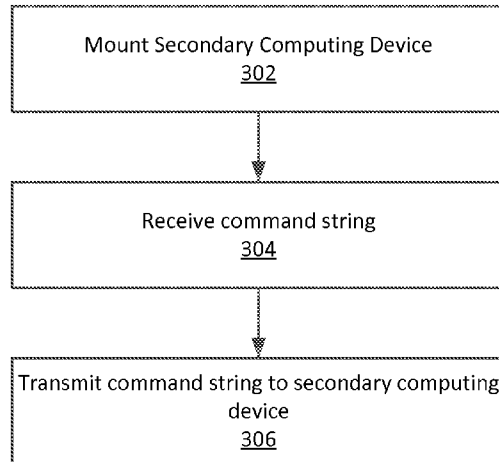 Mount Secondary Computing Device
302
Receive command string
304
Transmit command string to secondary computing
device
306